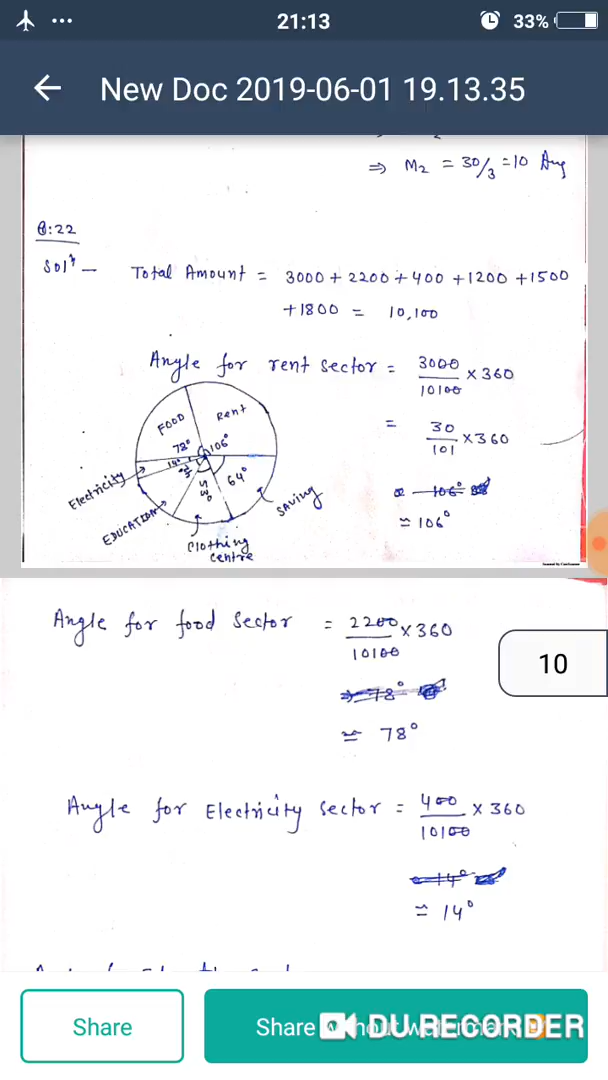 21:13
33%
New Doc 2019-06-01 19.13.35
⇒ M2 = 30/3 = 10 Ans
Q:22
Solⁿ — Total Amount = 3000 + 2200 + 400 + 1200 + 1500
+ 1800 = 10,100
Angle for rent sector = 3000/10100 × 360
= 30/101 × 360
≃ 106°
FOOD
Rent
78°
106°
14°
53°
64°
Electricity
EDUCATION
Clothing
centre
SAVING
Angle for food sector = 2200/10100 × 360
≃ 78°
10
Angle for Electricity sector = 400/10100 × 360
≃ 14°
Share
Share
DU RECORDER